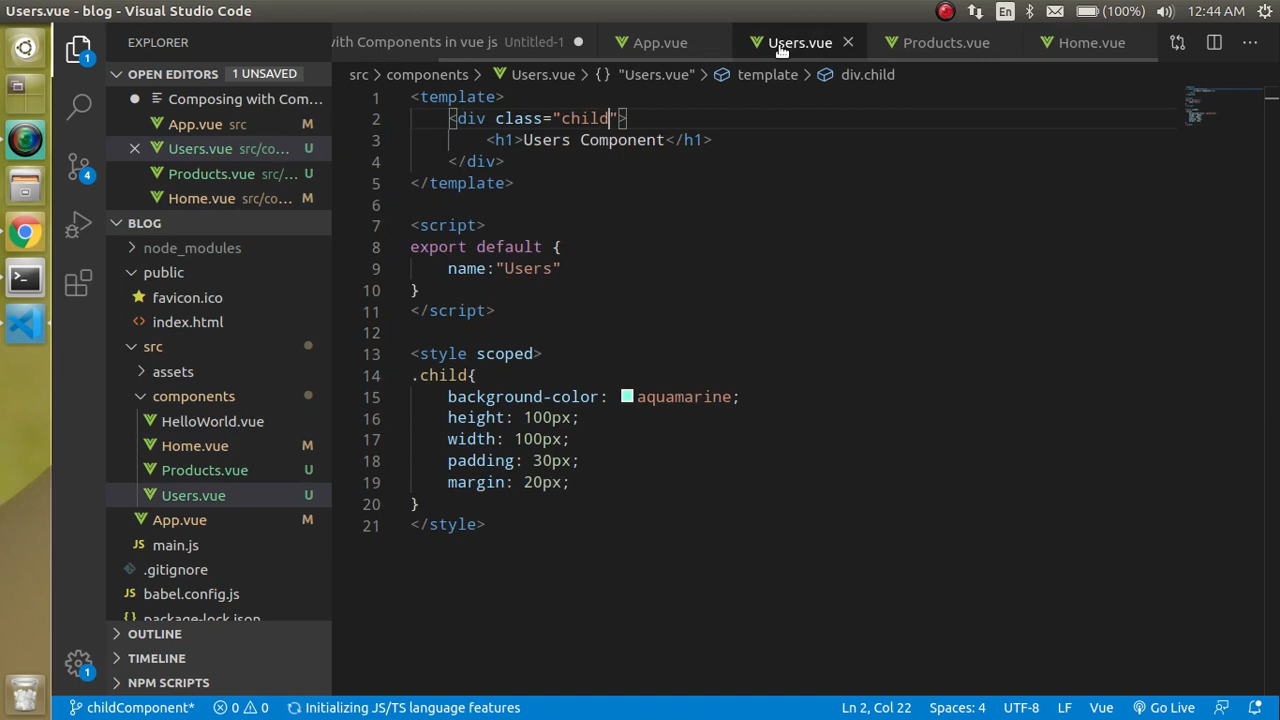 Users.vue - blog - Visual Studio Code
En
(100%)
12:44 AM
EXPLORER
OPEN EDITORS
1 UNSAVED
Composing with Com...
App.vue src M
Users.vue src/co... U
Products.vue src/... U
Home.vue src/co... M
BLOG
node_modules
public
favicon.ico
index.html
src
assets
components
HelloWorld.vue
Home.vue M
Products.vue U
Users.vue U
App.vue M
main.js
.gitignore
babel.config.js
package-lock.json
OUTLINE
TIMELINE
NPM SCRIPTS
4
1
with Components in vue js Untitled-1
App.vue
Users.vue
Products.vue
Home.vue
src > components > Users.vue > {} "Users.vue" > template > div.child
1 <template>
2 <div class="child">
3 <h1>Users Component</h1>
4 </div>
5 </template>
6
7 <script>
8 export default {
9 name:"Users"
10 }
11 </script>
12
13 <style scoped>
14 .child{
15 background-color: aquamarine;
16 height: 100px;
17 width: 100px;
18 padding: 30px;
19 margin: 20px;
20 }
21 </style>
childComponent*
0
0
Initializing JS/TS language features
Ln 2, Col 22
Spaces: 4
UTF-8
LF
Vue
Go Live